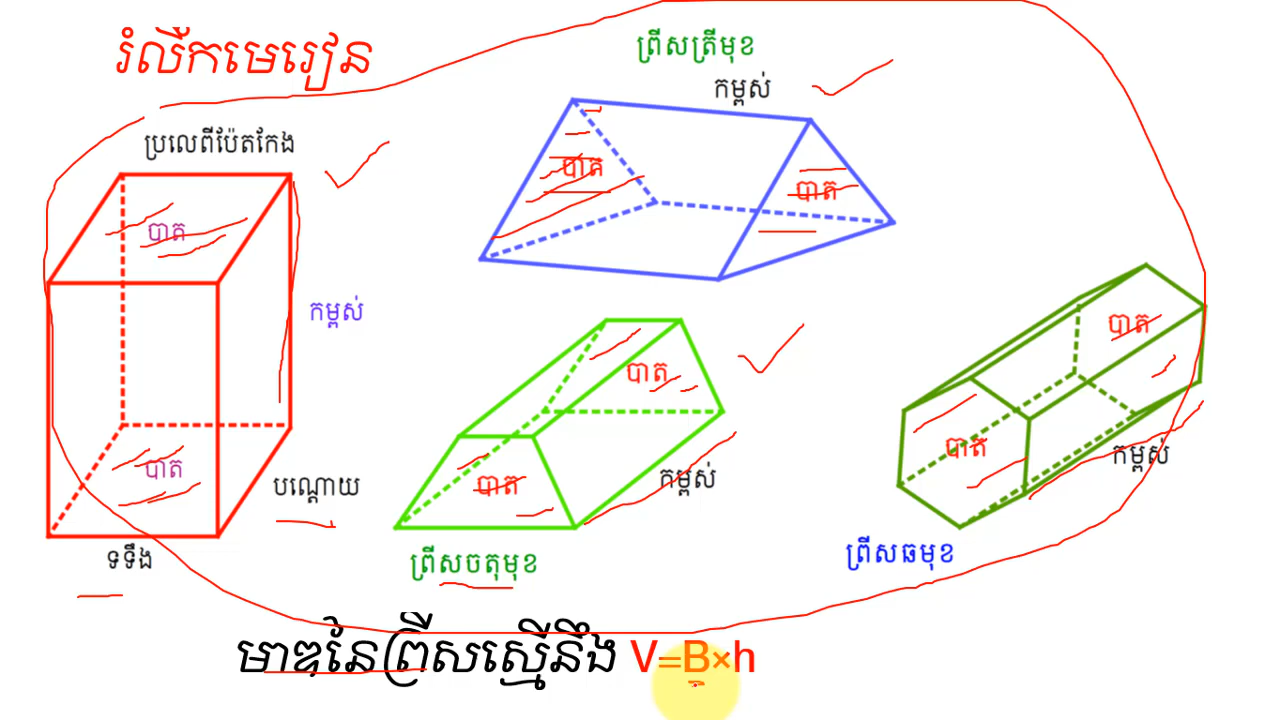 រំលឹកមេរៀន
ព្រីសត្រីមុខ
កម្ពស់
ប្រលេពីប៉ែតកែង
បាត
បាត
បាត
កម្ពស់
បាត
បាត
បាត
បាត
បាត
កម្ពស់
កម្ពស់
បណ្ដោយ
ទទឹង
ព្រីសចតុមុខ
ព្រីសឆមុខ
មាឌនៃព្រីសស្មើនឹង V=B×h